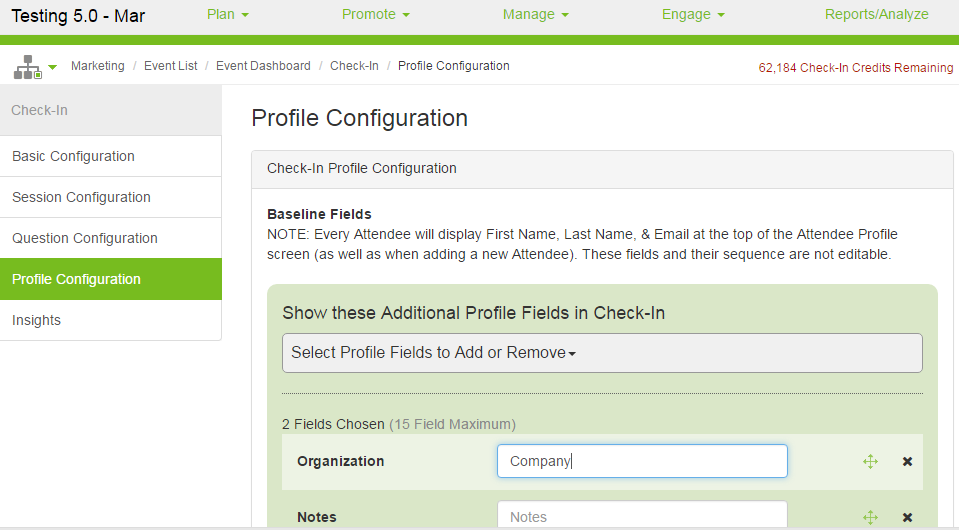 Testing 5.0 - Mar
Plan
Promote
Manage
Engage
Reports/Analyze
Marketing / Event List / Event Dashboard / Check-In / Profile Configuration
62,184 Check-In Credits Remaining
Check-In
Basic Configuration
Session Configuration
Question Configuration
Profile Configuration
Insights
Profile Configuration
Check-In Profile Configuration
Baseline Fields
NOTE: Every Attendee will display First Name, Last Name, & Email at the top of the Attendee Profile
screen (as well as when adding a new Attendee). These fields and their sequence are not editable.
Show these Additional Profile Fields in Check-In
Select Profile Fields to Add or Remove
2 Fields Chosen (15 Field Maximum)
Organization
Company
Notes
Notes